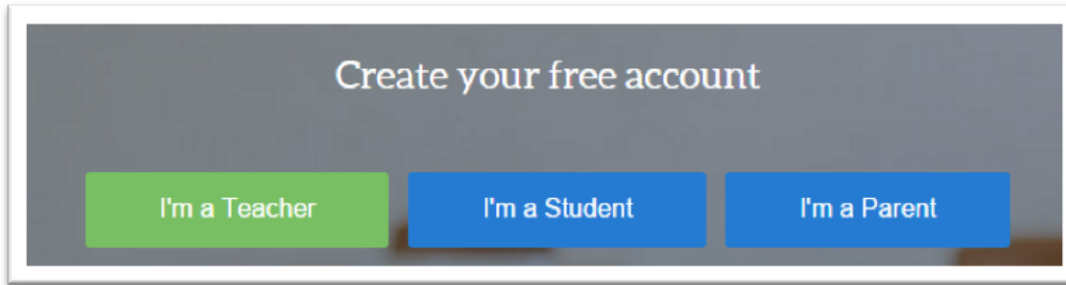 Create your free account
I'm a Teacher
I'm a Student
I'm a Parent